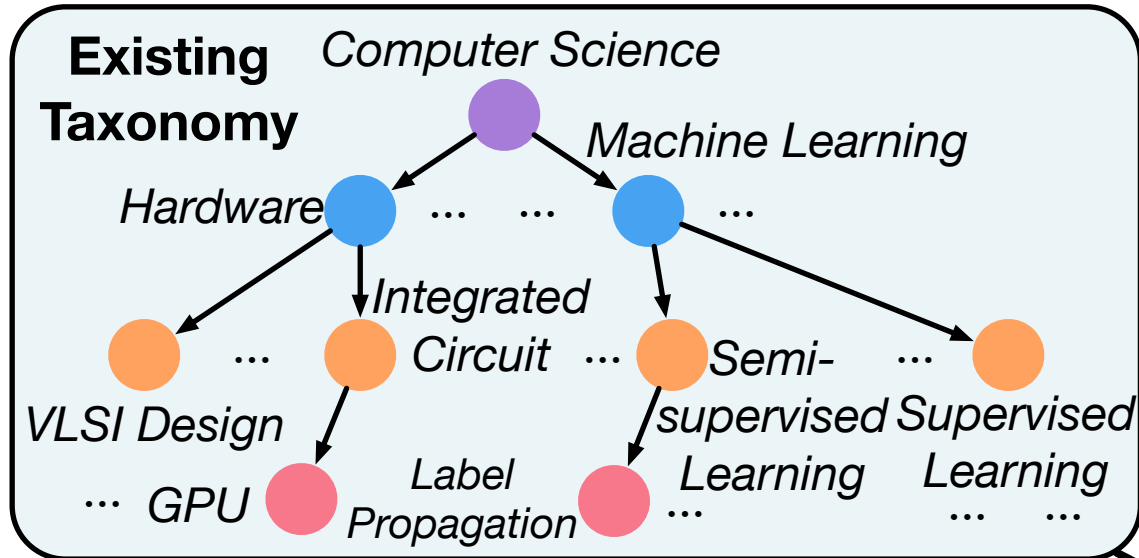 Existing
Taxonomy
Computer Science
Machine Learning
Hardware
... ... ...
Integrated
Circuit
... ... ...
Semi-
supervised
Learning
VLSI Design
Supervised
Learning
... GPU
Label
Propagation
...
... ...